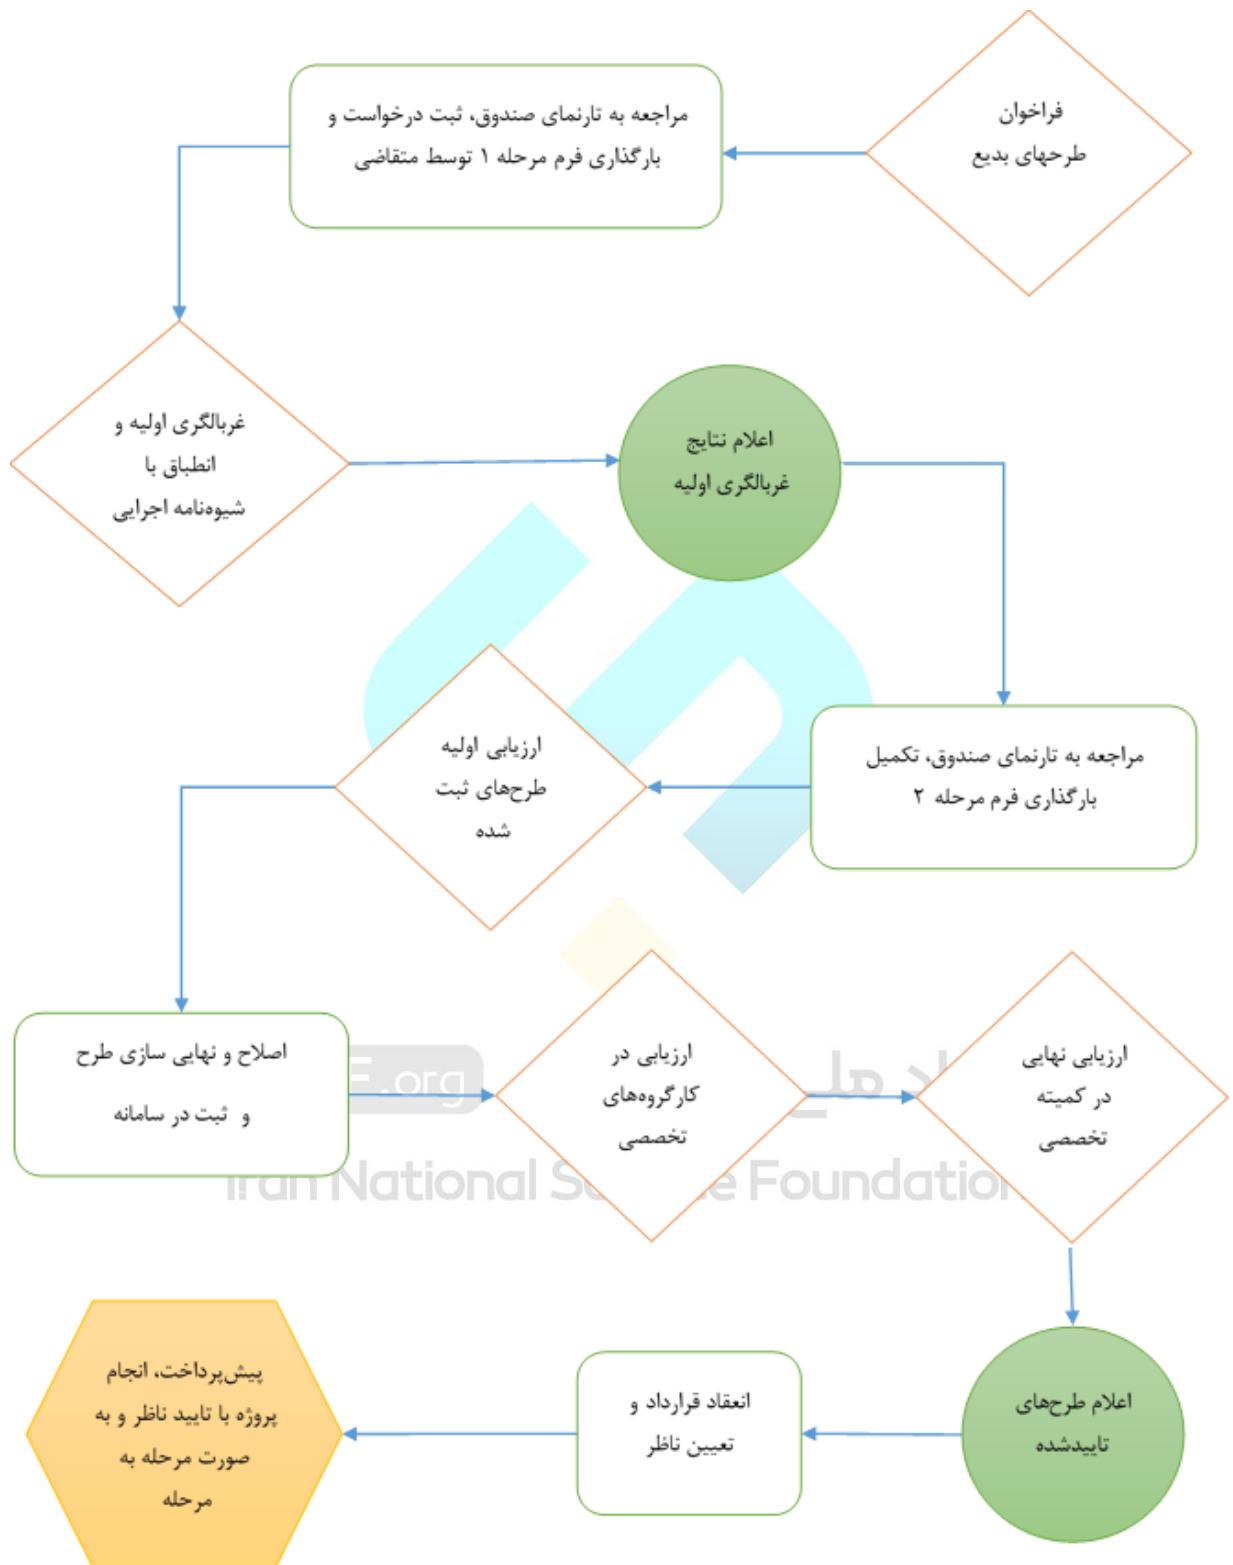 فراخوان
طرحهای بدیع
مراجعه به تارنمای صندوق، ثبت درخواست و
بارگذاری فرم مرحله ۱ توسط متقاضی
غربالگری اولیه و
انطباق با
شیوه‌نامه اجرایی
اعلام نتایج
غربالگری اولیه
مراجعه به تارنمای صندوق، تکمیل
بارگذاری فرم مرحله ۲
ارزیابی اولیه
طرح‌های ثبت
شده
اصلاح و نهایی سازی طرح
و ثبت در سامانه
ارزیابی در
کارگروه‌های
تخصصی
ارزیابی نهایی
در کمیته
تخصصی
.org
Iran National Foundation
اعلام طرح‌های
تاییدشده
انعقاد قرارداد و
تعیین ناظر
پیش‌پرداخت، انجام
پروژه با تایید ناظر و به
صورت مرحله به
مرحله